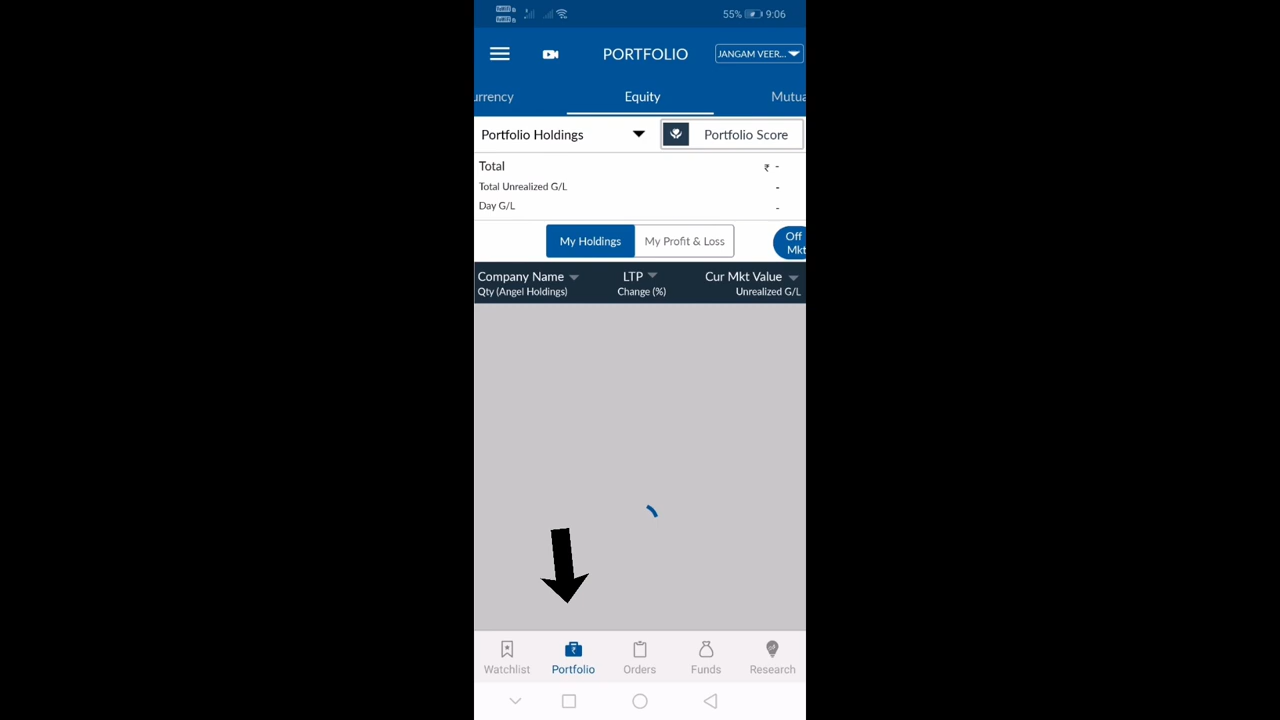 55% 9:06
PORTFOLIO
JANGAM VEER...
urrency Equity Mutua
Portfolio Holdings
Portfolio Score
Total ₹ -
Total Unrealized G/L -
Day G/L -
My Holdings My Profit & Loss
Off
Mkt
Company Name LTP Cur Mkt Value
Qty (Angel Holdings) Change (%) Unrealized G/L
Watchlist Portfolio Orders Funds Research